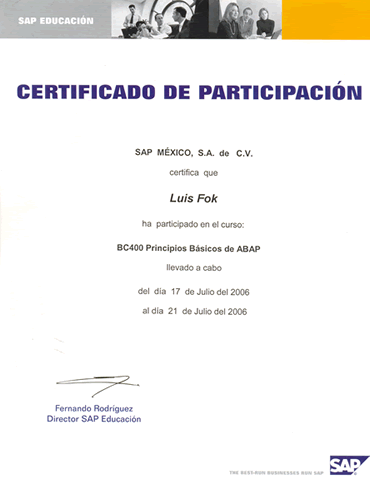 SAP EDUCACIÓN
CERTIFICADO DE PARTICIPACIÓN
SAP MÉXICO, S.A. de C.V.
certifica que
Luis Fok
ha participado en el curso:
BC400 Principios Básicos de ABAP
llevado a cabo
del día 17 de Julio del 2006
al día 21 de Julio del 2006
Fernando Rodríguez
Director SAP Educación
THE BEST-RUN BUSINESSES RUN SAP
SAP